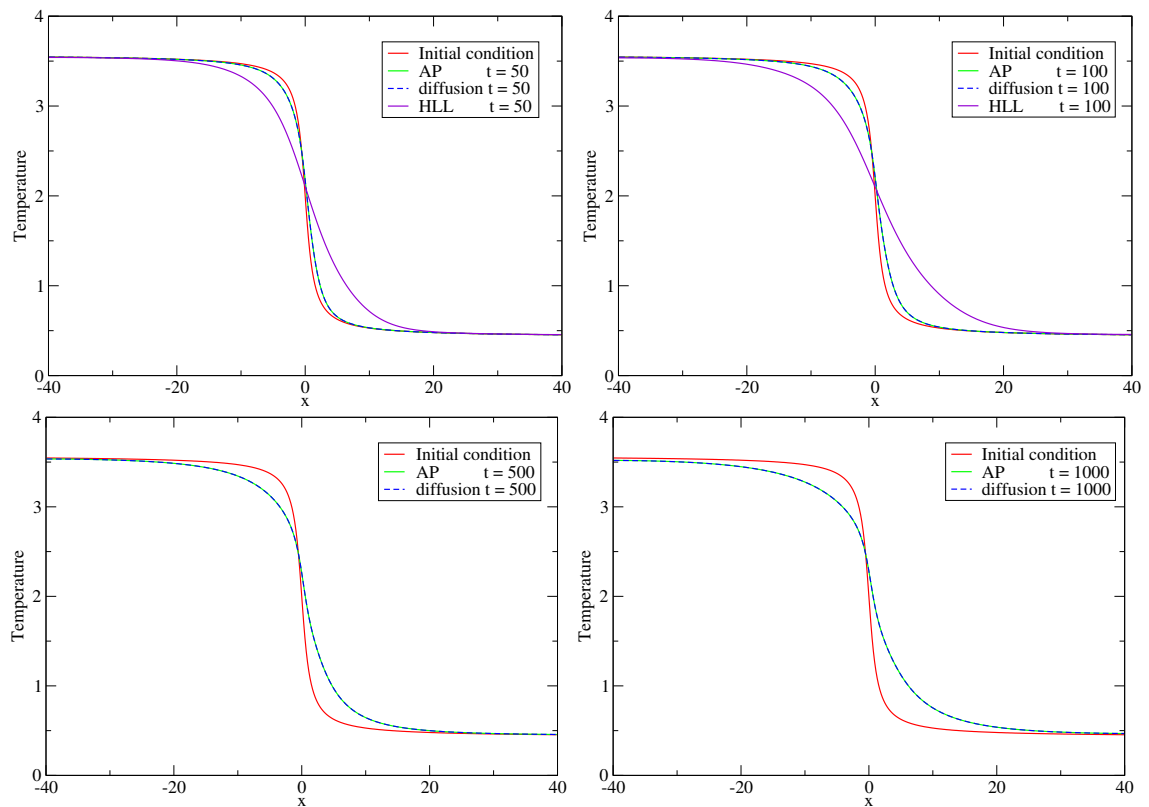 4
3
2
1
0
Temperature
-40
-20
0
20
40
x
Initial condition
AP t = 50
diffusion t = 50
HLL t = 50
4
3
2
1
0
Temperature
-40
-20
0
20
40
x
Initial condition
AP t = 100
diffusion t = 100
HLL t = 100
4
3
2
1
0
Temperature
-40
-20
0
20
40
x
Initial condition
AP t = 500
diffusion t = 500
4
3
2
1
0
Temperature
-40
-20
0
20
40
x
Initial condition
AP t = 1000
diffusion t = 1000